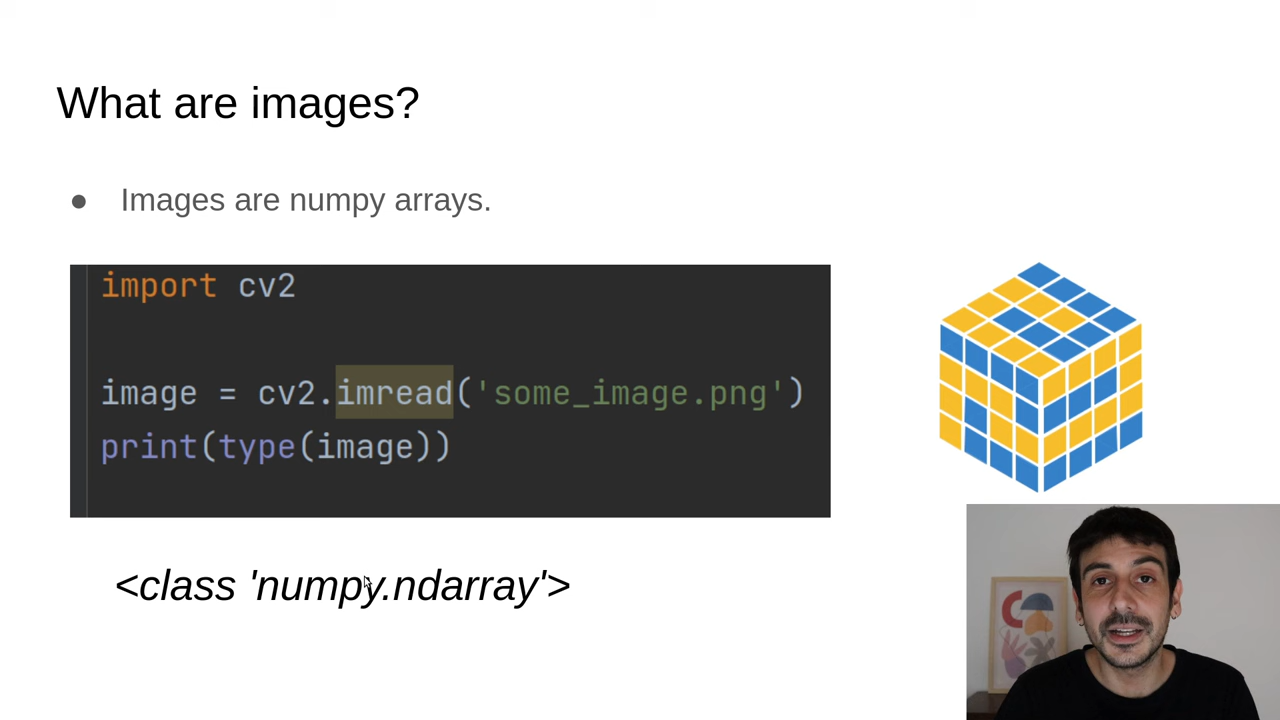 What are images?
● Images are numpy arrays.
import cv2
image = cv2.imread('some_image.png')
print(type(image))
<class 'numpy.ndarray'>